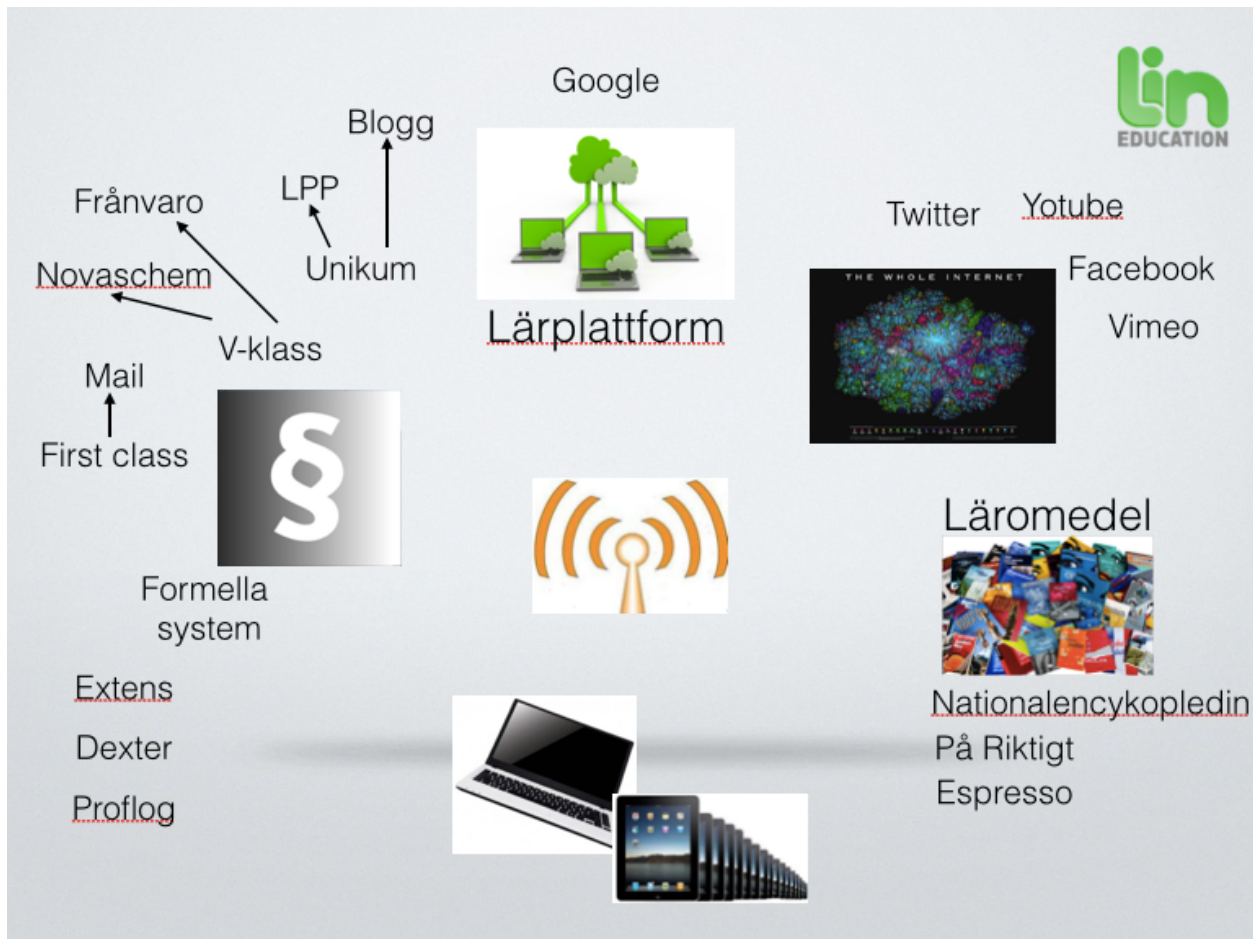 Google
Lin
EDUCATION
Blogg
LPP
Frånvaro
Twitter
Yotube
Novaschem
Unikum
Facebook
THE WHOLE INTERNET
Lärplattform
Vimeo
V-klass
Mail
First class
§
Läromedel
Formella
system
Extens
Nationalencykopledin
Dexter
På Riktigt
Espresso
Proflog